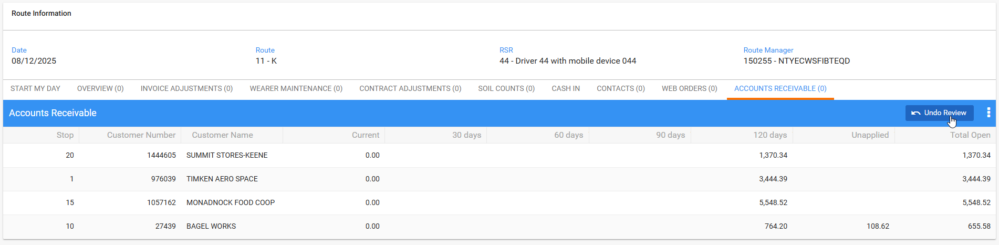 Route Information
Date Route RSR Route Manager
08/12/2025 11 - K 44 - Driver 44 with mobile device 044 150255 - NTYECWSFIBTEQD
START MY DAY OVERVIEW (0) INVOICE ADJUSTMENTS (0) WEARER MAINTENANCE (0) CONTRACT ADJUSTMENTS (0) SOIL COUNTS (0) CASH IN CONTACTS (0) WEB ORDERS (0) ACCOUNTS RECEIVABLE (0)
Accounts Receivable Undo Review
Stop Customer Number Customer Name Current 30 days 60 days 90 days 120 days Unapplied Total Open
20 1444605 SUMMIT STORES-KEENE 0.00 1,370.34 1,370.34
1 976039 TIMKEN AERO SPACE 0.00 3,444.39 3,444.39
15 1057162 MONADNOCK FOOD COOP 0.00 5,548.52 5,548.52
10 27439 BAGEL WORKS 0.00 764.20 108.62 655.58